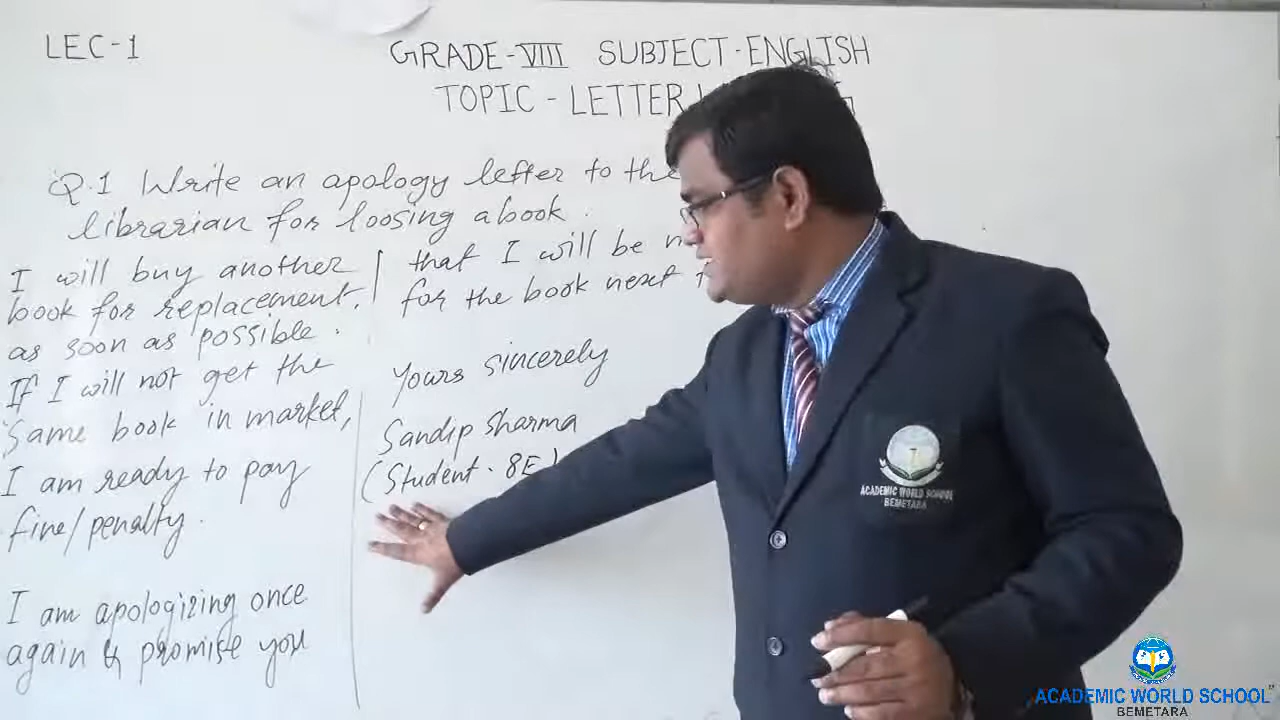 LEC-1
GRADE-VIII SUBJECT-ENGLISH
TOPIC - LETTER
Q.1 Write an apology letter to the
librarian for loosing a book.
I will buy another
book for replacement.
as soon as possible.
If I will not get the
same book in market,
I am ready to pay
fine/penalty.
I am apologizing once
again & promise you
that I will be
for the book next
Yours sincerely
Sandip Sharma
(Student - 8E)
ACADEMIC WORLD SCHOOL
BEMETARA
ACADEMIC WORLD SCHOOL
BEMETARA